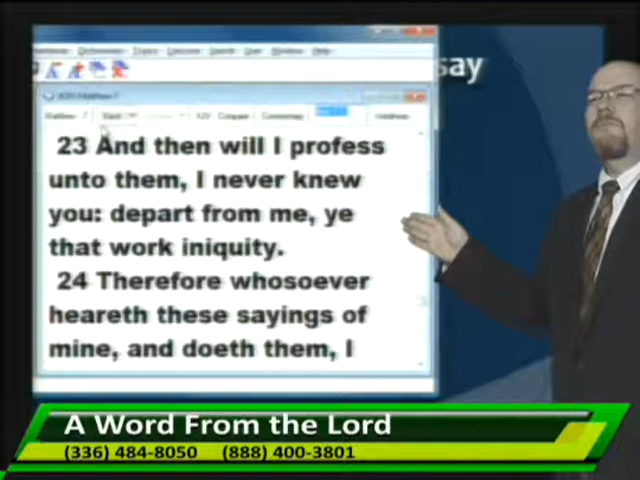 say
23 And then will I profess
unto them, I never knew
you: depart from me, ye
that work iniquity.
24 Therefore whosoever
heareth these sayings of
mine, and doeth them, I
A Word From the Lord
(336) 484-8050 (888) 400-3801